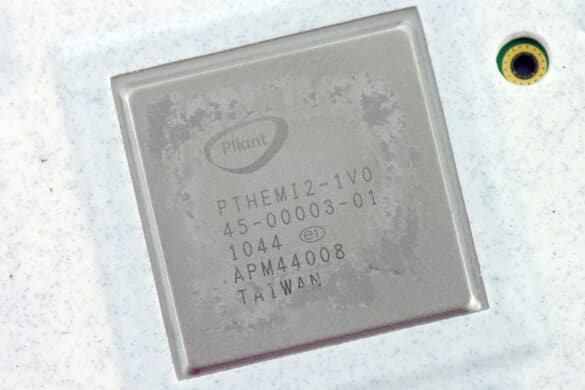 Pliant
PTHEMI2-1V0
45-00003-01
1044 e1
APM44008
TAIWAN